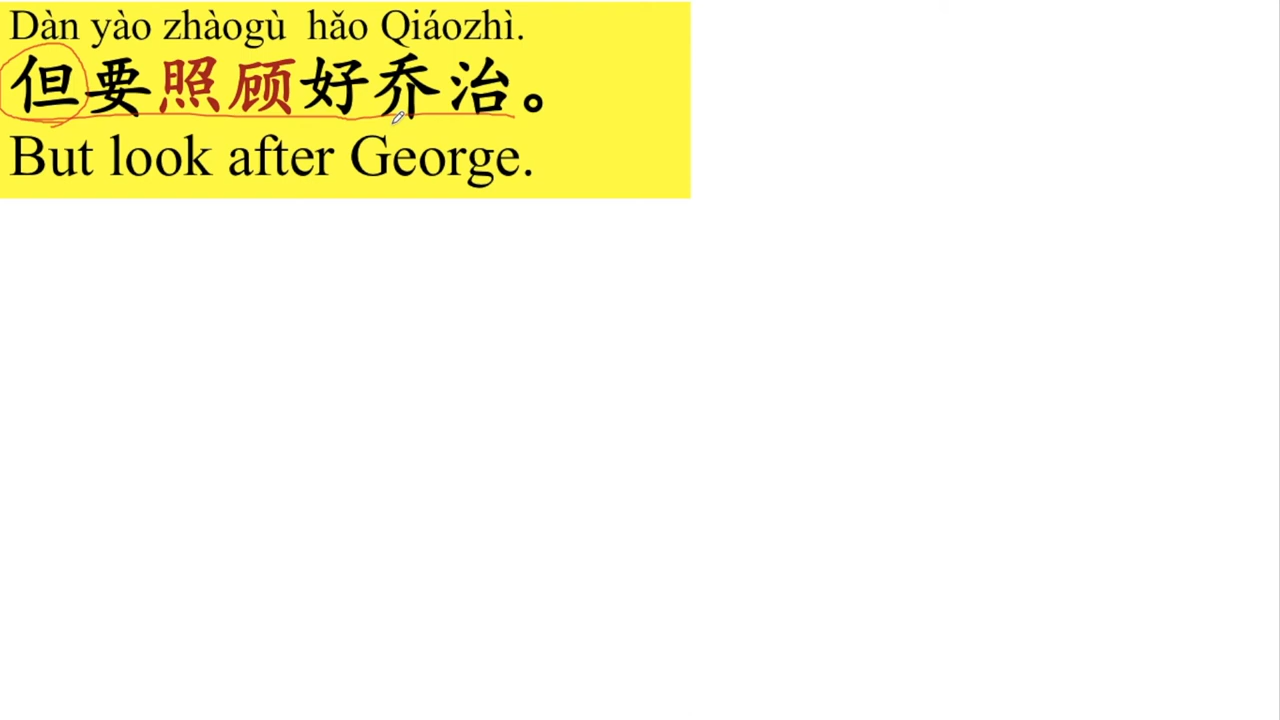 Dàn yào zhàogù hǎo Qiáozhì.
但要照顾好乔治。
But look after George.